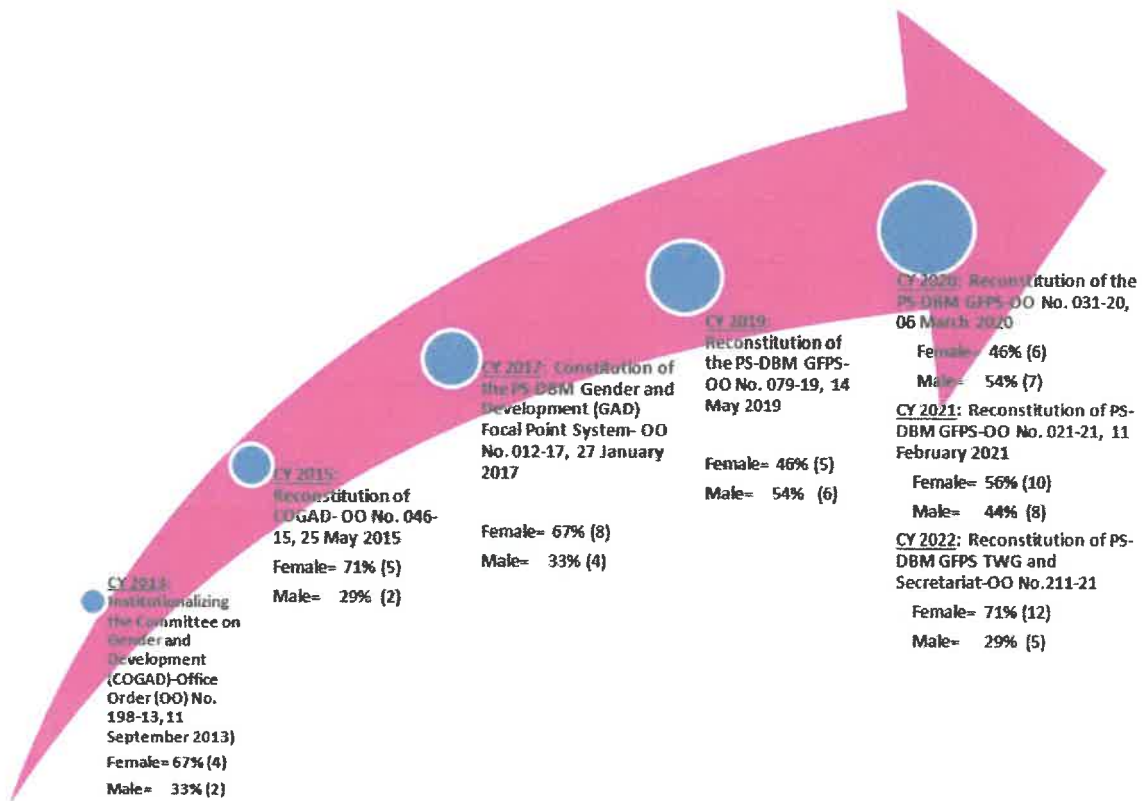 CY 2013:
Institutionalizing
the Committee on
Gender and
Development
(COGAD)-Office
Order (OO) No.
198-13, 11
September 2013)
Female= 67% (4)
Male= 33% (2)
CY 2015:
Reconstitution of
COGAD- OO No. 046-
15, 25 May 2015
Female= 71% (5)
Male= 29% (2)
CY 2017: Constitution of
the PS-DBM Gender and
Development (GAD)
Focal Point System- OO
No. 012-17, 27 January
2017
Female= 67% (8)
Male= 33% (4)
CY 2019:
Reconstitution of
the PS-DBM GFPS-
OO No. 079-19, 14
May 2019
Female= 46% (5)
Male= 54% (6)
CY 2020: Reconstitution of the
PS-DBM GFPS-OO No. 031-20,
06 March 2020
Female= 46% (6)
Male= 54% (7)
CY 2021: Reconstitution of PS-
DBM GFPS-OO No. 021-21, 11
February 2021
Female= 56% (10)
Male= 44% (8)
CY 2022: Reconstitution of PS-
DBM GFPS TWG and
Secretariat-OO No.211-21
Female= 71% (12)
Male= 29% (5)